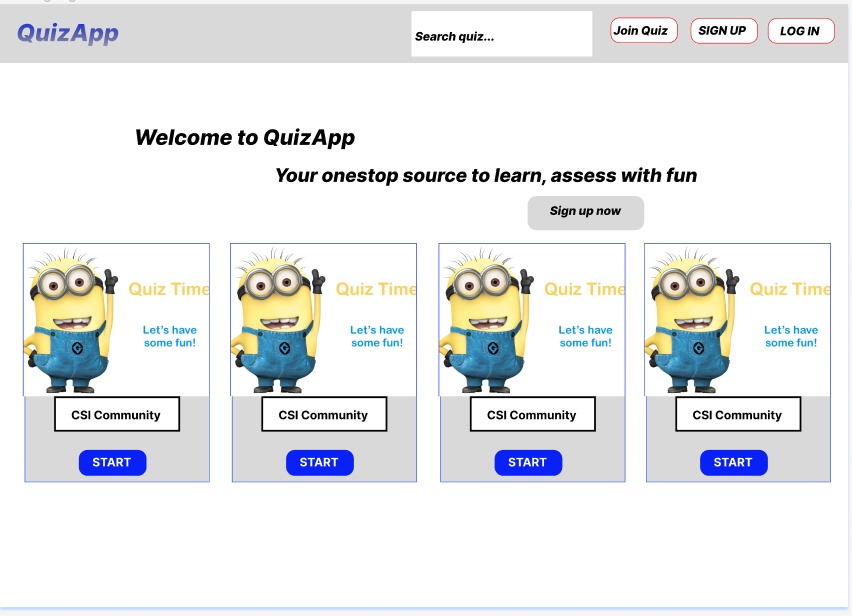 QuizApp
Search quiz...
Join Quiz
SIGN UP
LOG IN
Welcome to QuizApp
Your onestop source to learn, assess with fun
Sign up now
Quiz Time
Let's have
some fun!
CSI Community
START
Quiz Time
Let's have
some fun!
CSI Community
START
Quiz Time
Let's have
some fun!
CSI Community
START
Quiz Time
Let's have
some fun!
CSI Community
START